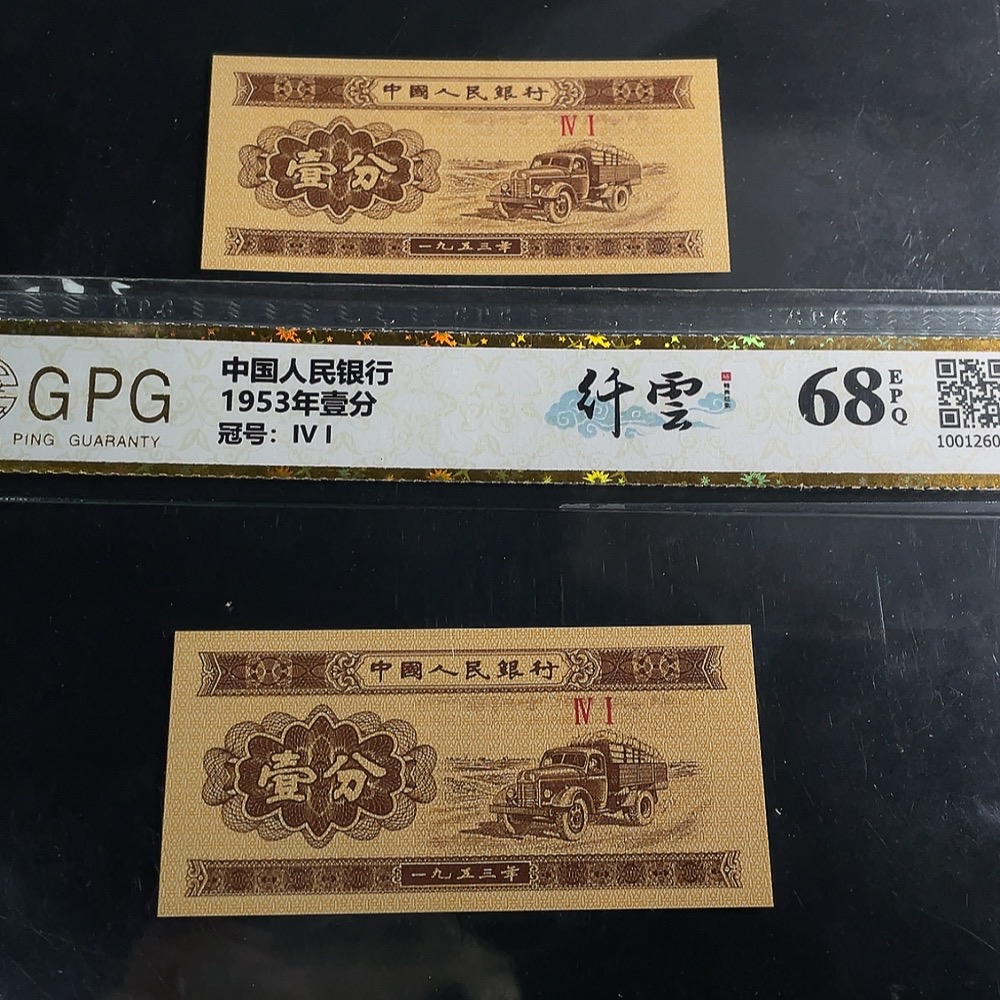 中國人民銀行
Ⅳ Ⅰ
壹分
一九五三年
GPG
PING GUARANTY
中国人民银行
1953年壹分
冠号：Ⅳ Ⅰ
纤雲
68
EPQ
1001260
中國人民銀行
Ⅳ Ⅰ
壹分
一九五三年